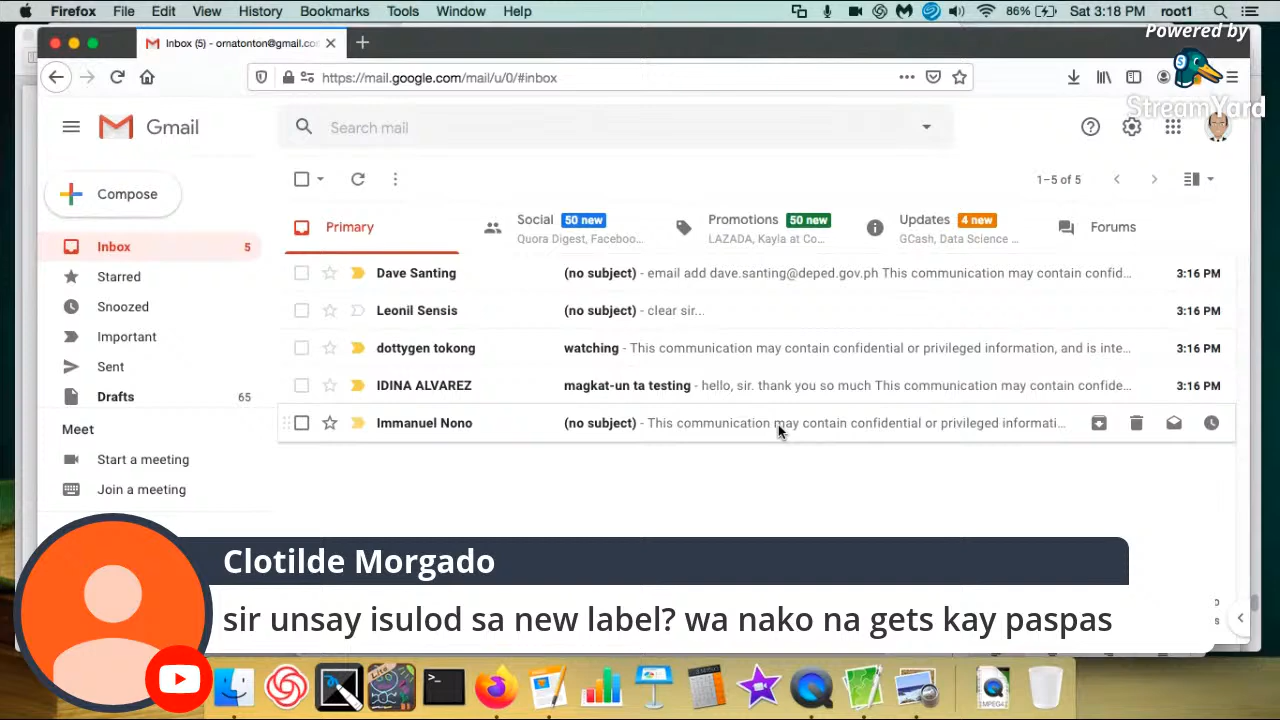 Firefox File Edit View History Bookmarks Tools Window Help 86% Sat 3:18 PM root1
Powered by
StreamYard
Inbox (5) - ornatonton@gmail.co
https://mail.google.com/mail/u/0/#inbox
Gmail
Search mail
Compose
1–5 of 5
Primary
Social 50 new
Quora Digest, Faceboo...
Promotions 50 new
LAZADA, Kayla at Co...
Updates 4 new
GCash, Data Science ...
Forums
Inbox 5
Starred
Snoozed
Important
Sent
Drafts 65
Meet
Start a meeting
Join a meeting
Dave Santing (no subject) - email add dave.santing@deped.gov.ph This communication may contain confid... 3:16 PM
Leonil Sensis (no subject) - clear sir... 3:16 PM
dottygen tokong watching - This communication may contain confidential or privileged information, and is inte... 3:16 PM
IDINA ALVAREZ magkat-un ta testing - hello, sir. thank you so much This communication may contain confide... 3:16 PM
Immanuel Nono (no subject) - This communication may contain confidential or privileged informati...
Clotilde Morgado
sir unsay isulod sa new label? wa nako na gets kay paspas